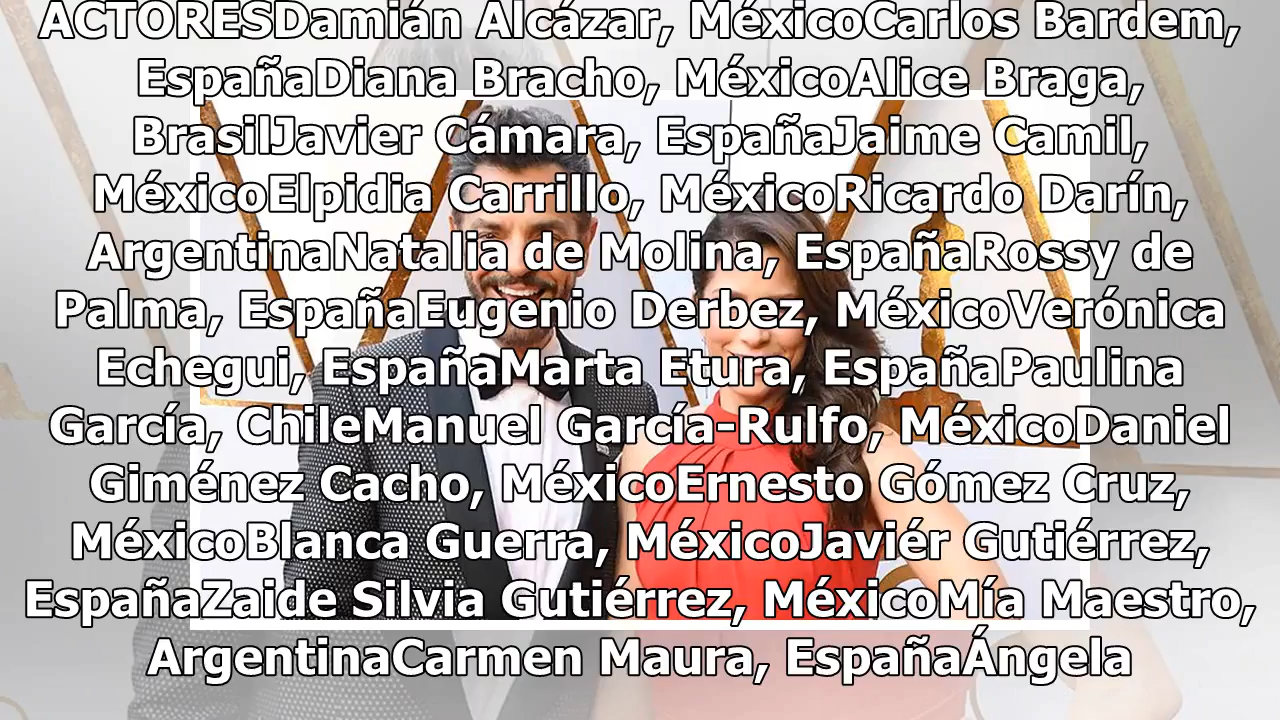 ACTORESDamián Alcázar, MéxicoCarlos Bardem,
EspañaDiana Bracho, MéxicoAlice Braga,
BrasilJavier Cámara, EspañaJaime Camil,
MéxicoElpidia Carrillo, MéxicoRicardo Darín,
ArgentinaNatalia de Molina, EspañaRossy de
Palma, EspañaEugenio Derbez, MéxicoVerónica
Echegui, EspañaMarta Etura, EspañaPaulina
García, ChileManuel García-Rulfo, MéxicoDaniel
Giménez Cacho, MéxicoErnesto Gómez Cruz,
MéxicoBlanca Guerra, MéxicoJaviér Gutiérrez,
EspañaZaide Silvia Gutiérrez, MéxicoMía Maestro,
ArgentinaCarmen Maura, EspañaÁngela